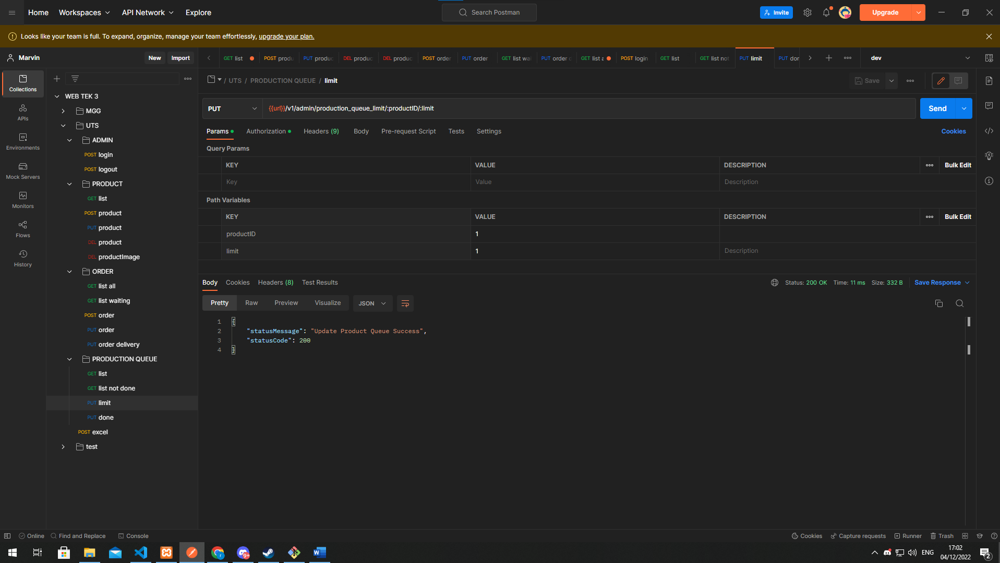 Home
Workspaces
API Network
Explore
Search Postman
Invite
Upgrade
Looks like your team is full. To expand, organize, manage your team effortlessly, upgrade your plan.
Marvin
New
Import
GET list
POST produ
PUT produc
DEL produc
DEL produc
POST order
PUT order
GET list wai
PUT order d
GET list a
POST login
GET list
GET list not
PUT limit
PUT don
dev
Collections
APIs
Environments
Mock Servers
Monitors
Flows
History
WEB TEK 3
MGG
UTS
ADMIN
POST login
POST logout
PRODUCT
GET list
POST product
PUT product
DEL product
DEL productImage
ORDER
GET list all
GET list waiting
POST order
PUT order
PUT order delivery
PRODUCTION QUEUE
GET list
GET list not done
PUT limit
PUT done
POST excel
test
/ UTS / PRODUCTION QUEUE / limit
Save
PUT
{{url}}/v1/admin/production_queue_limit/:productID/:limit
Send
Params
Authorization
Headers (9)
Body
Pre-request Script
Tests
Settings
Cookies
Query Params
KEY VALUE DESCRIPTION Bulk Edit
Key Value Description
Path Variables
KEY VALUE DESCRIPTION Bulk Edit
productID 1
limit 1 Description
Body
Cookies
Headers (8)
Test Results
Status: 200 OK
Time: 11 ms
Size: 332 B
Save Response
Pretty
Raw
Preview
Visualize
JSON
1 {
2 "statusMessage": "Update Product Queue Success",
3 "statusCode": 200
4 }
Online
Find and Replace
Console
Cookies
Capture requests
Runner
Trash
9+
ENG
17:02
04/12/2022
2